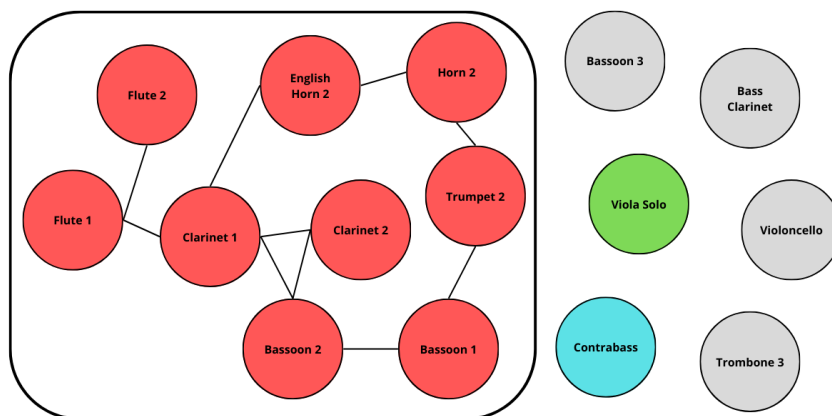 Flute 2
English
Horn 2
Horn 2
Bassoon 3
Bass
Clarinet
Flute 1
Clarinet 1
Clarinet 2
Trumpet 2
Viola Solo
Violoncello
Bassoon 2
Bassoon 1
Contrabass
Trombone 3